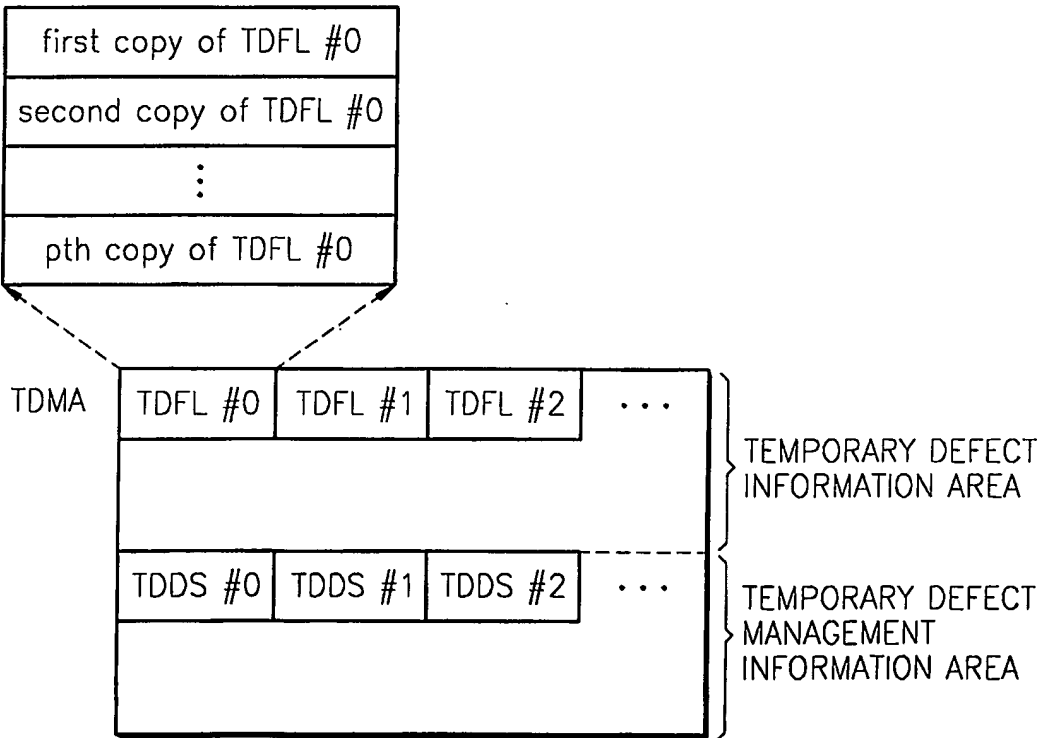 first copy of TDFL #0
second copy of TDFL #0
⋮
pth copy of TDFL #0
TDMA
TDFL #0
TDFL #1
TDFL #2
...
TEMPORARY DEFECT
INFORMATION AREA
TDDS #0
TDDS #1
TDDS #2
...
TEMPORARY DEFECT
MANAGEMENT
INFORMATION AREA